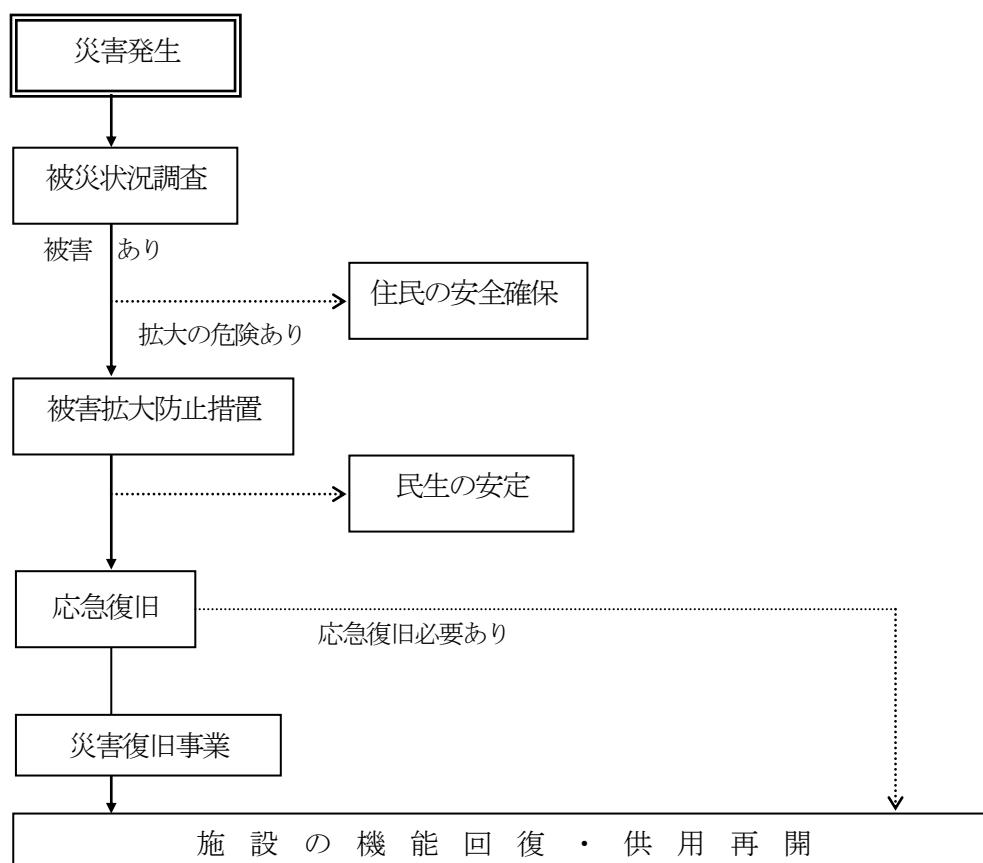 災害発生
被災状況調査
被害 あり
住民の安全確保
拡大の危険あり
被害拡大防止措置
民生の安定
応急復旧
応急復旧必要あり
災害復旧事業
施設の機能回復・供用再開